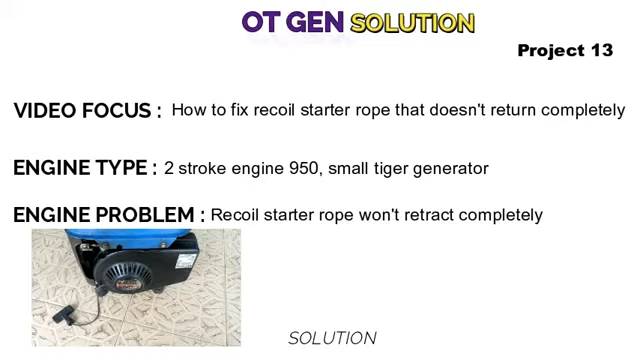 OT GEN SOLUTION
Project 13
VIDEO FOCUS : How to fix recoil starter rope that doesn't return completely
ENGINE TYPE : 2 stroke engine 950, small tiger generator
ENGINE PROBLEM : Recoil starter rope won't retract completely
SOLUTION